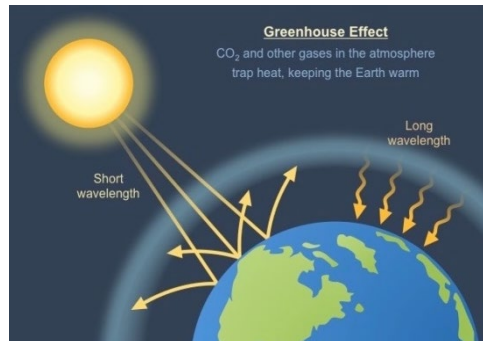 Greenhouse Effect
CO₂ and other gases in the atmosphere
trap heat, keeping the Earth warm
Long
wavelength
Short
wavelength